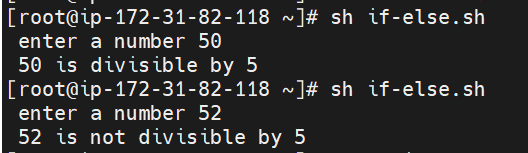 [root@ip-172-31-82-118 ~]# sh if-else.sh
enter a number 50
50 is divisible by 5
[root@ip-172-31-82-118 ~]# sh if-else.sh
enter a number 52
52 is not divisible by 5